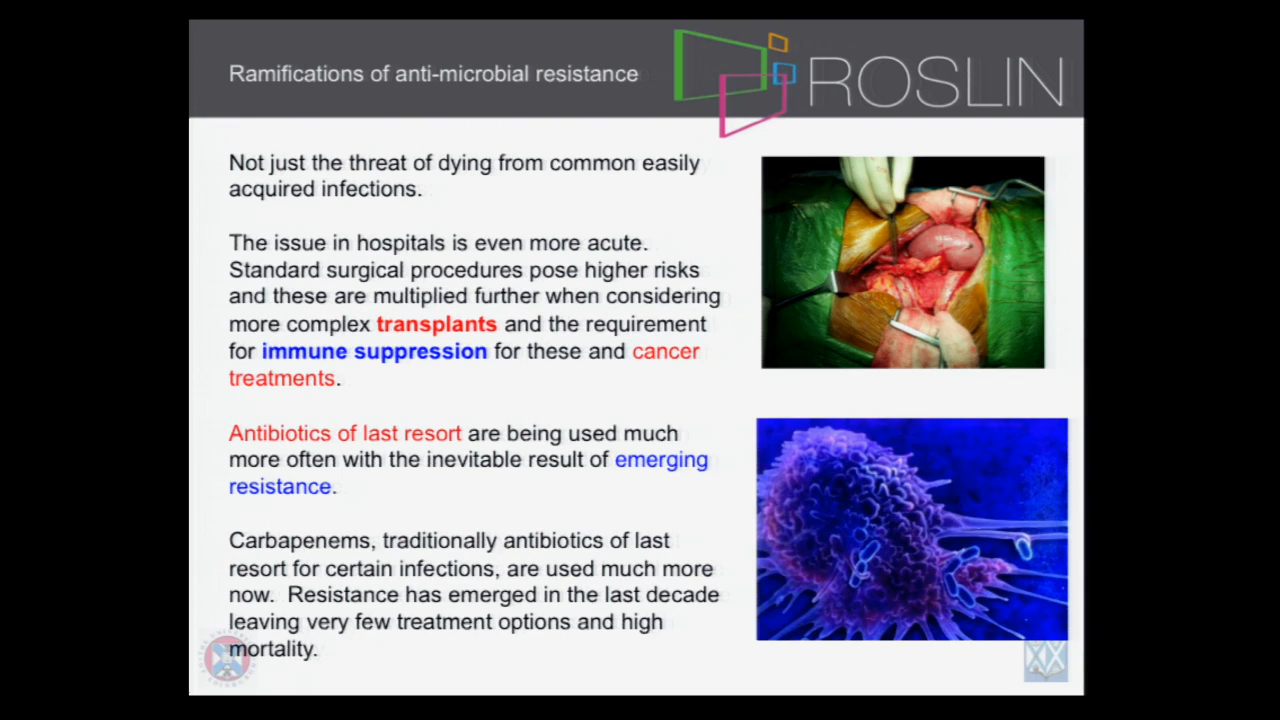 Ramifications of anti-microbial resistance
ROSLIN
Not just the threat of dying from common easily
acquired infections.
The issue in hospitals is even more acute.
Standard surgical procedures pose higher risks
and these are multiplied further when considering
more complex transplants and the requirement
for immune suppression for these and cancer
treatments.
Antibiotics of last resort are being used much
more often with the inevitable result of emerging
resistance.
Carbapenems, traditionally antibiotics of last
resort for certain infections, are used much more
now. Resistance has emerged in the last decade
leaving very few treatment options and high
mortality.